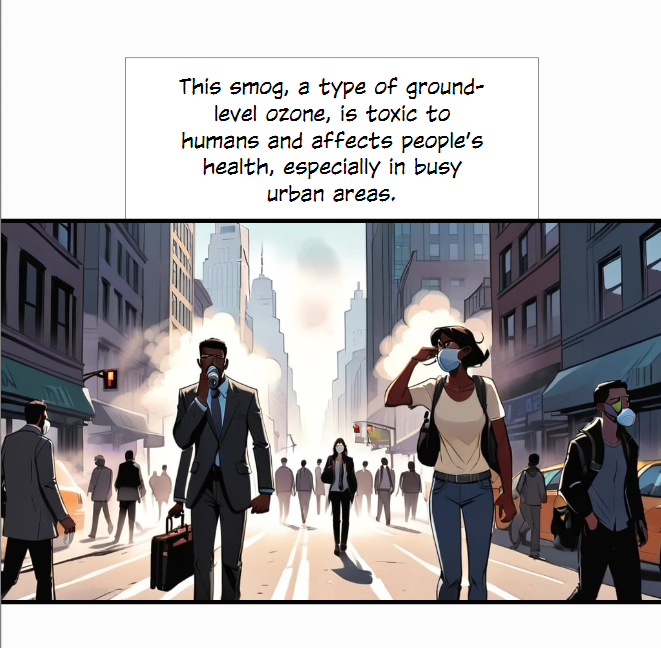 This smog, a type of ground-
level ozone, is toxic to
humans and affects people's
health, especially in busy
urban areas.